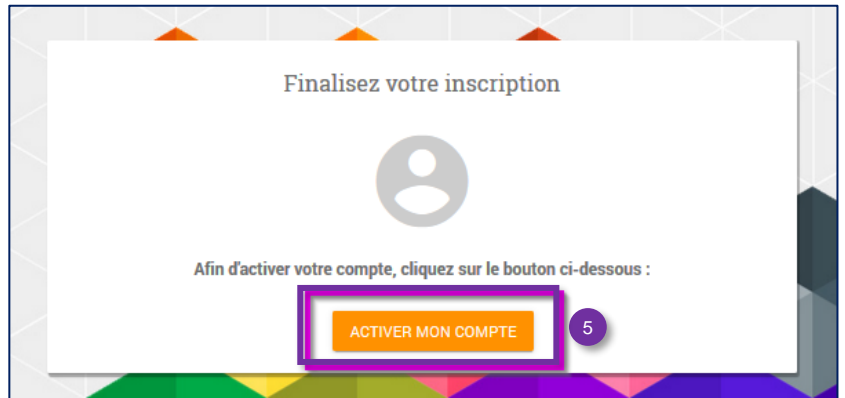 Finalisez votre inscription
Afin d'activer votre compte, cliquez sur le bouton ci-dessous :
ACTIVER MON COMPTE
5